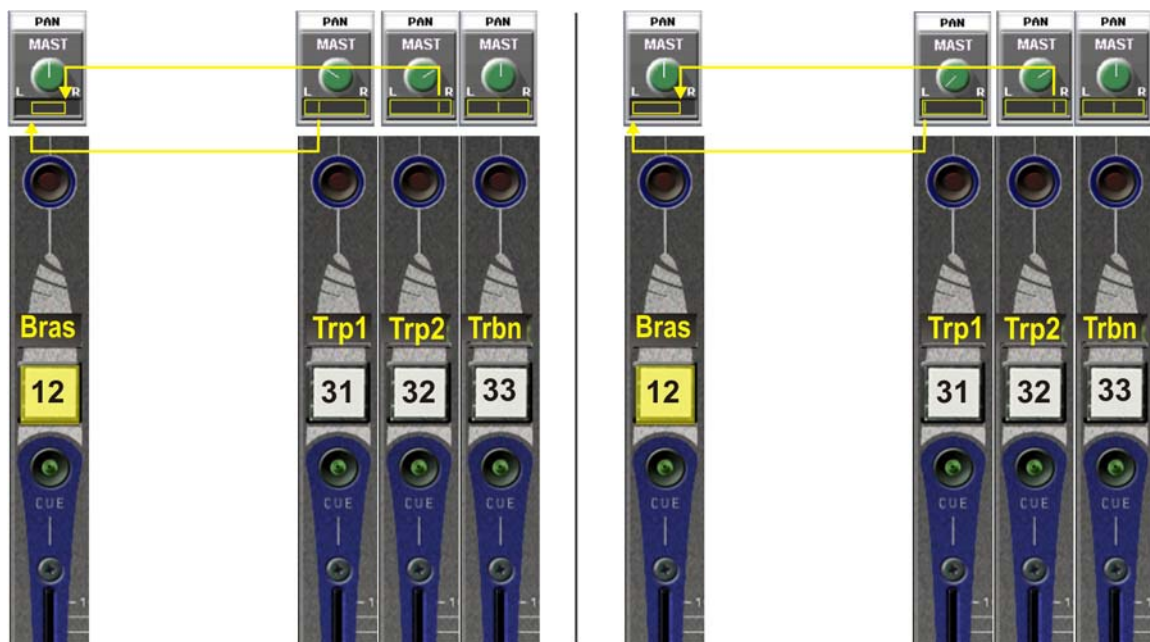 PAN PAN PAN PAN PAN PAN PAN PAN
MAST MAST MAST MAST MAST MAST MAST MAST
L R L R L R L R L R L R L R L R
Bras Trp1 Trp2 Trbn Bras Trp1 Trp2 Trbn
12 31 32 33 12 31 32 33
CUE CUE CUE CUE CUE CUE CUE CUE